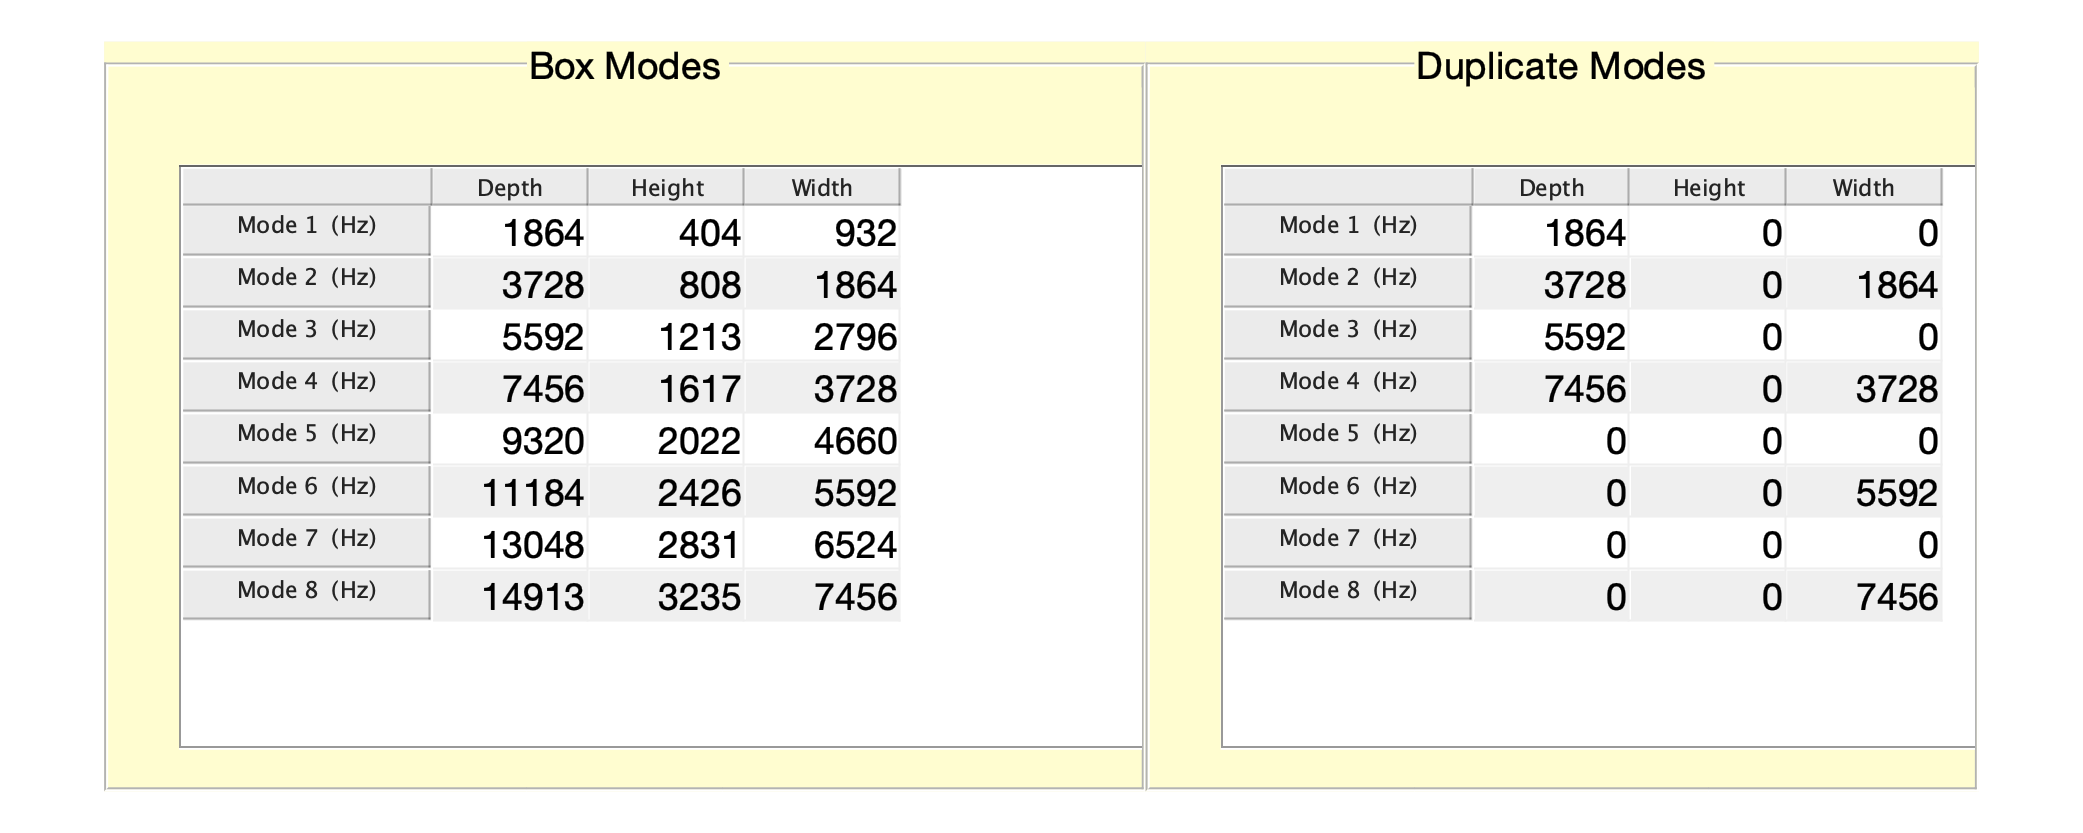 Box Modes
Depth Height Width
Mode 1 (Hz) 1864 404 932
Mode 2 (Hz) 3728 808 1864
Mode 3 (Hz) 5592 1213 2796
Mode 4 (Hz) 7456 1617 3728
Mode 5 (Hz) 9320 2022 4660
Mode 6 (Hz) 11184 2426 5592
Mode 7 (Hz) 13048 2831 6524
Mode 8 (Hz) 14913 3235 7456
Duplicate Modes
Depth Height Width
Mode 1 (Hz) 1864 0 0
Mode 2 (Hz) 3728 0 1864
Mode 3 (Hz) 5592 0 0
Mode 4 (Hz) 7456 0 3728
Mode 5 (Hz) 0 0 0
Mode 6 (Hz) 0 0 5592
Mode 7 (Hz) 0 0 0
Mode 8 (Hz) 0 0 7456